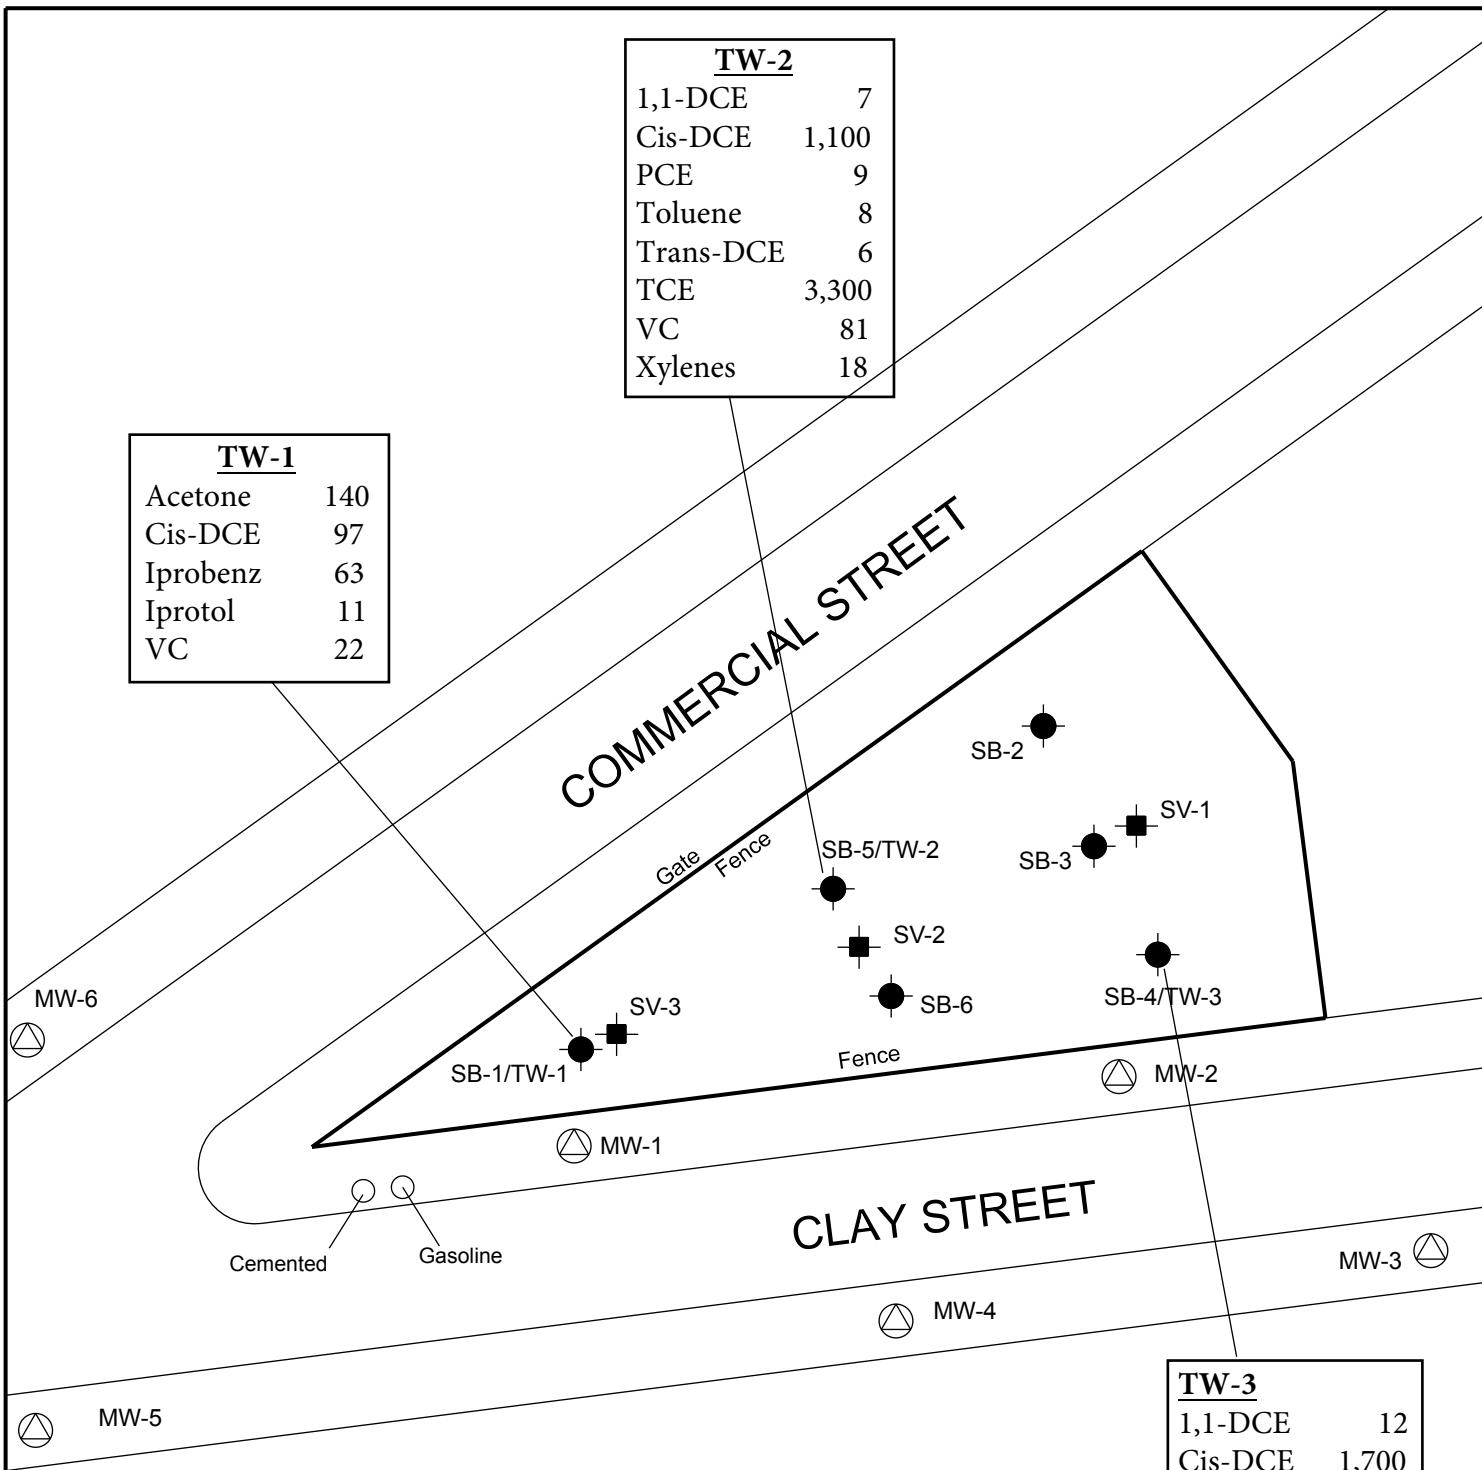 TW-2
1,1-DCE 7
Cis-DCE 1,100
PCE 9
Toluene 8
Trans-DCE 6
TCE 3,300
VC 81
Xylenes 18
TW-1
Acetone 140
Cis-DCE 97
Iprobenz 63
Iprotol 11
VC 22
COMMERCIAL STREET
SB-2
SV-1
SB-3
Gate
Fence
SB-5/TW-2
SV-2
SB-6
SB-4/TW-3
MW-6
SV-3
SB-1/TW-1
Fence
MW-2
MW-1
CLAY STREET
Cemented
Gasoline
MW-3
MW-4
MW-5
TW-3
1,1-DCE 12
Cis-DCE 1,700